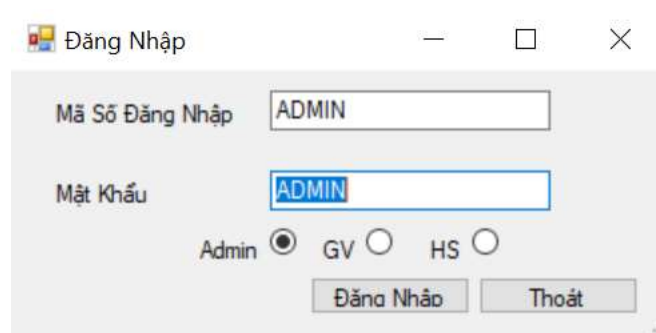 Đăng Nhập
Mã Số Đăng Nhập ADMIN
Mật Khẩu ADMIN
Admin GV HS
Đăng Nhập Thoát